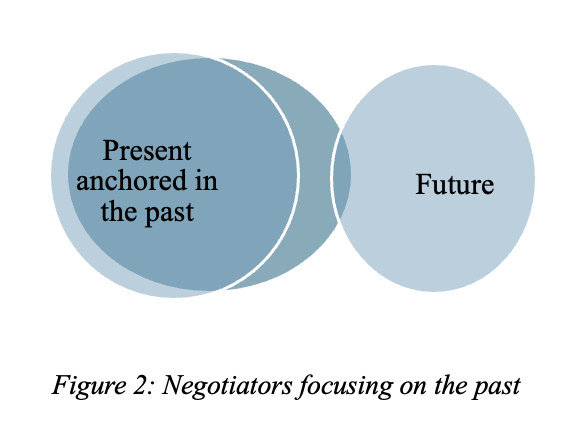 Present
anchored in
the past
Future
Figure 2: Negotiators focusing on the past